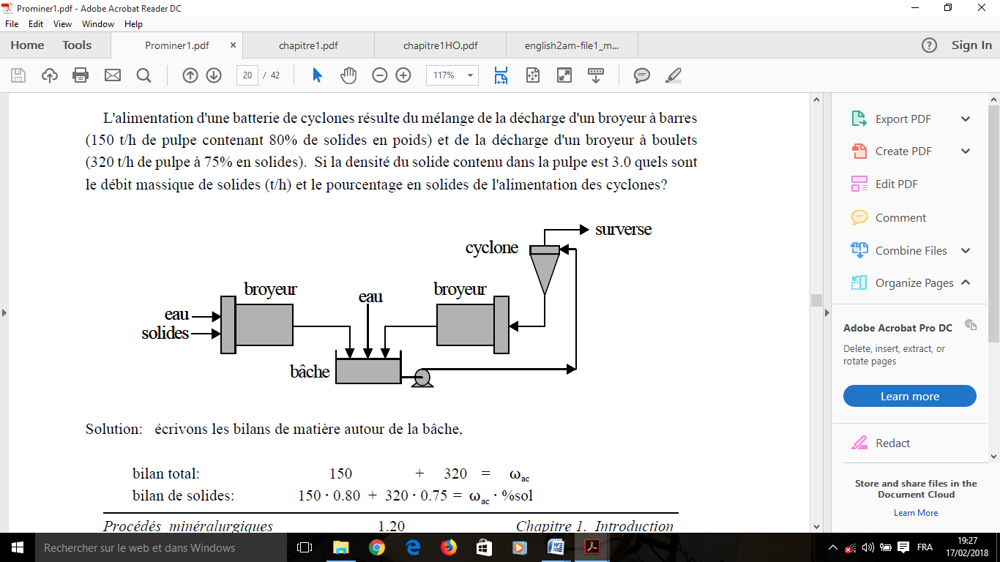 Prominer1.pdf - Adobe Acrobat Reader DC
File Edit View Window Help
Home Tools Prominer1.pdf × chapitre1.pdf chapitre1HO.pdf english2am-file1_m... ? Sign In
20 / 42 117%
L'alimentation d'une batterie de cyclones résulte du mélange de la décharge d'un broyeur à barres
(150 t/h de pulpe contenant 80% de solides en poids) et de la décharge d'un broyeur à boulets
(320 t/h de pulpe à 75% en solides). Si la densité du solide contenu dans la pulpe est 3.0 quels sont
le débit massique de solides (t/h) et le pourcentage en solides de l'alimentation des cyclones?
surverse
cyclone
broyeur
eau
broyeur
eau
solides
bâche
Solution: écrivons les bilans de matière autour de la bâche,
bilan total: 150 + 320 = ωac
bilan de solides: 150 · 0.80 + 320 · 0.75 = ωac · %sol
Procédés minéralurgiques 1.20 Chapitre 1. Introduction
Export PDF
Create PDF
Edit PDF
Comment
Combine Files
Organize Pages
Adobe Acrobat Pro DC
Delete, insert, extract, or
rotate pages
Learn more
Redact
Store and share files in the
Document Cloud
Learn More
Rechercher sur le web et dans Windows
FRA
19:27
17/02/2018